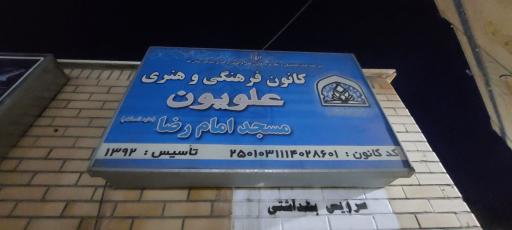 کانون فرهنگی و هنری
علویون
مسجد امام رضا
کد کانون : ۲۵۰۱۰۳۱۱۱۴۰۲۸۶۰۱ تأسیس : ۱۳۹۲
سرویس بهداشتی